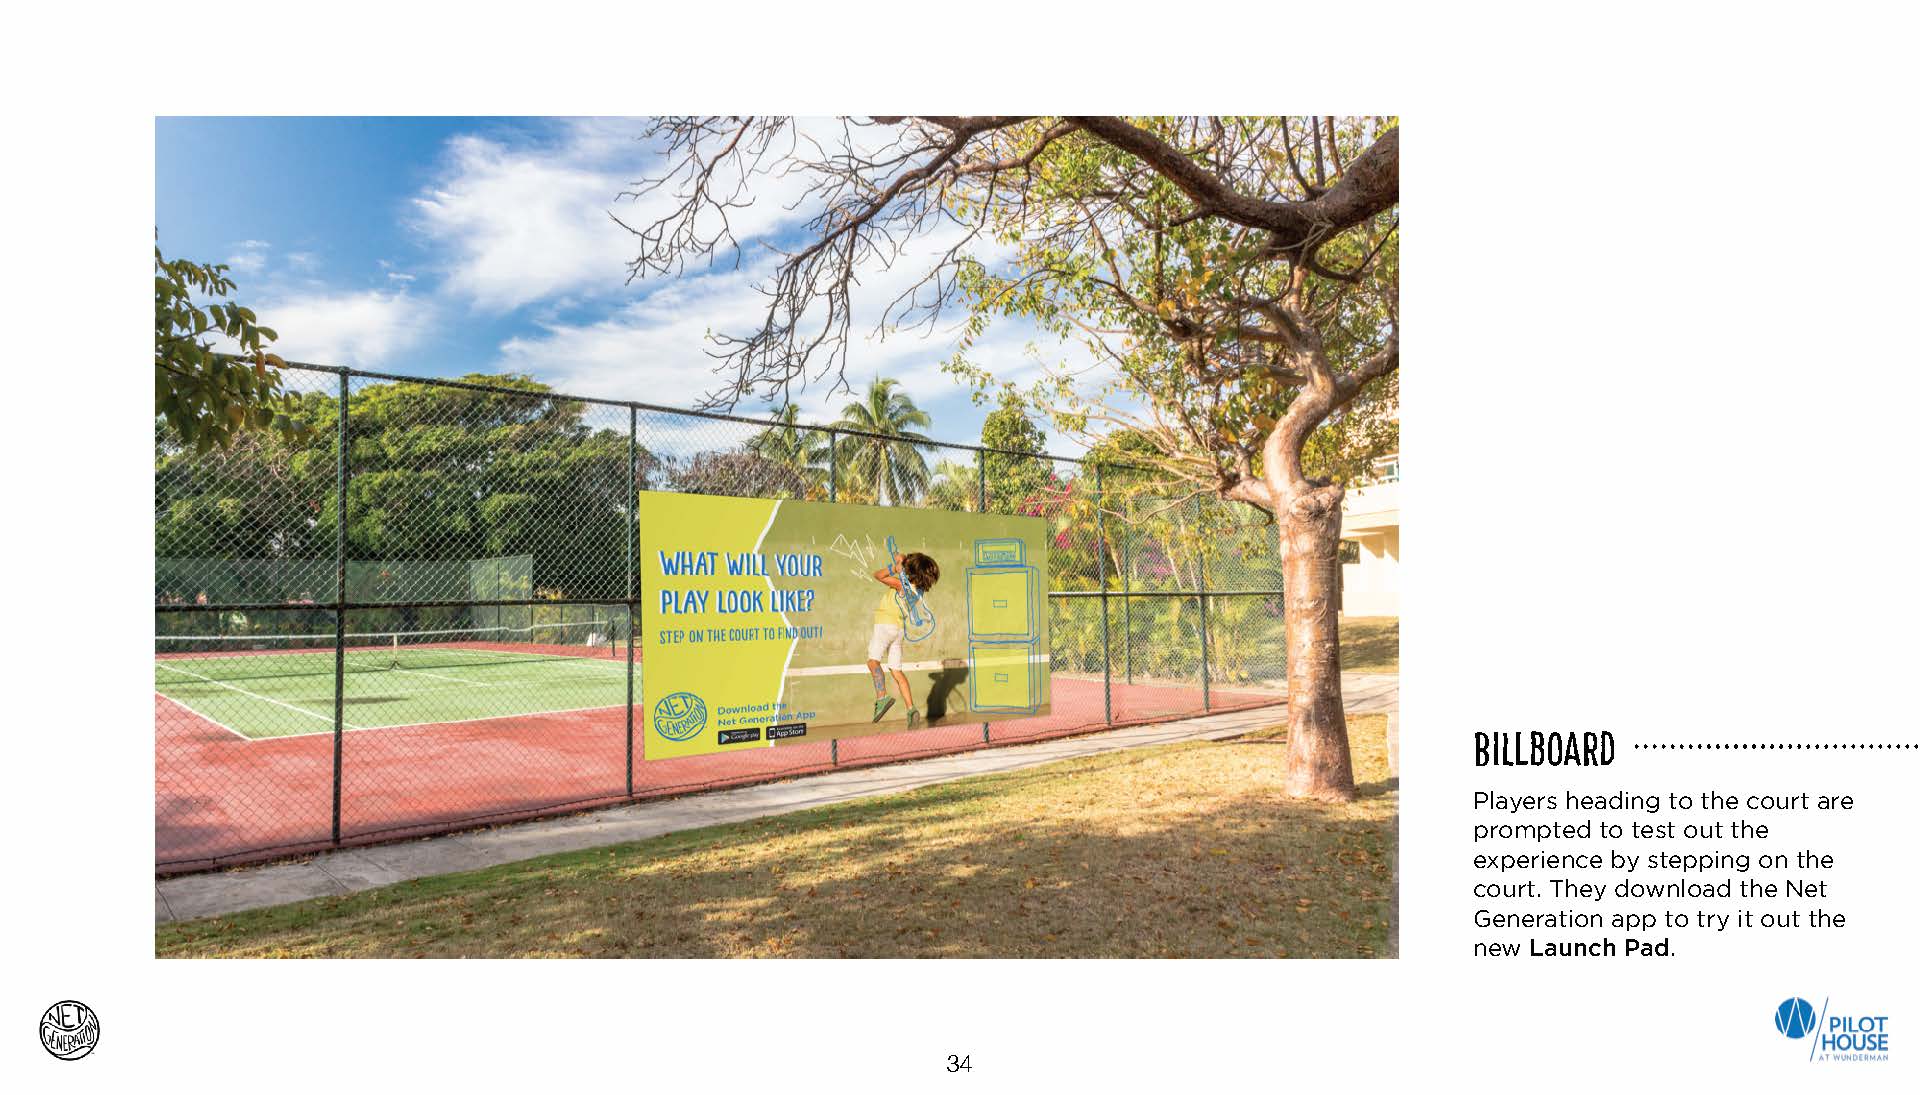 WHAT WILL YOUR
PLAY LOOK LIKE?
STEP ON THE COURT TO FIND OUT!
NET
GENERATION
Download the
Net Generation App
Google play
App Store
BILLBOARD
Players heading to the court are
prompted to test out the
experience by stepping on the
court. They download the Net
Generation app to try it out the
new Launch Pad.
NET
GENERATION
PILOT
HOUSE
AT WUNDERMAN
34